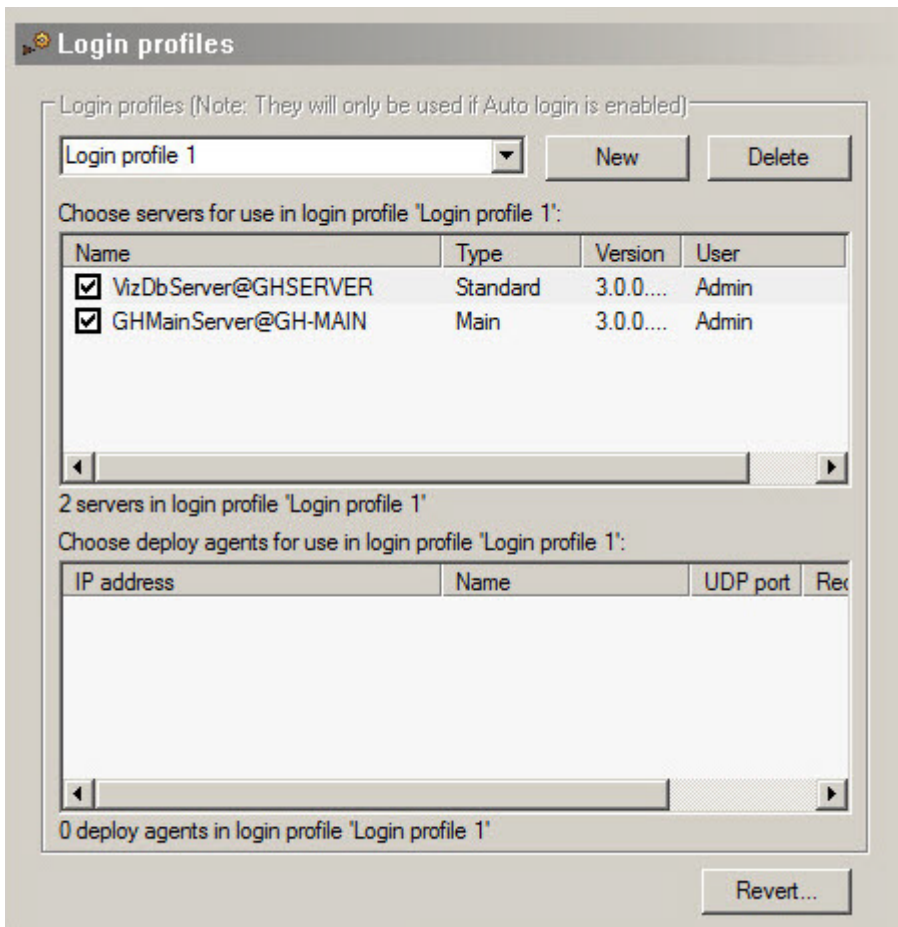 Login profiles
Login profiles (Note: They will only be used if Auto login is enabled)
Login profile 1 New Delete
Choose servers for use in login profile 'Login profile 1':
Name Type Version User
VizDbServer@GHSERVER Standard 3.0.0.... Admin
GHMainServer@GH-MAIN Main 3.0.0.... Admin
2 servers in login profile 'Login profile 1'
Choose deploy agents for use in login profile 'Login profile 1':
IP address Name UDP port Rec
0 deploy agents in login profile 'Login profile 1'
Revert...